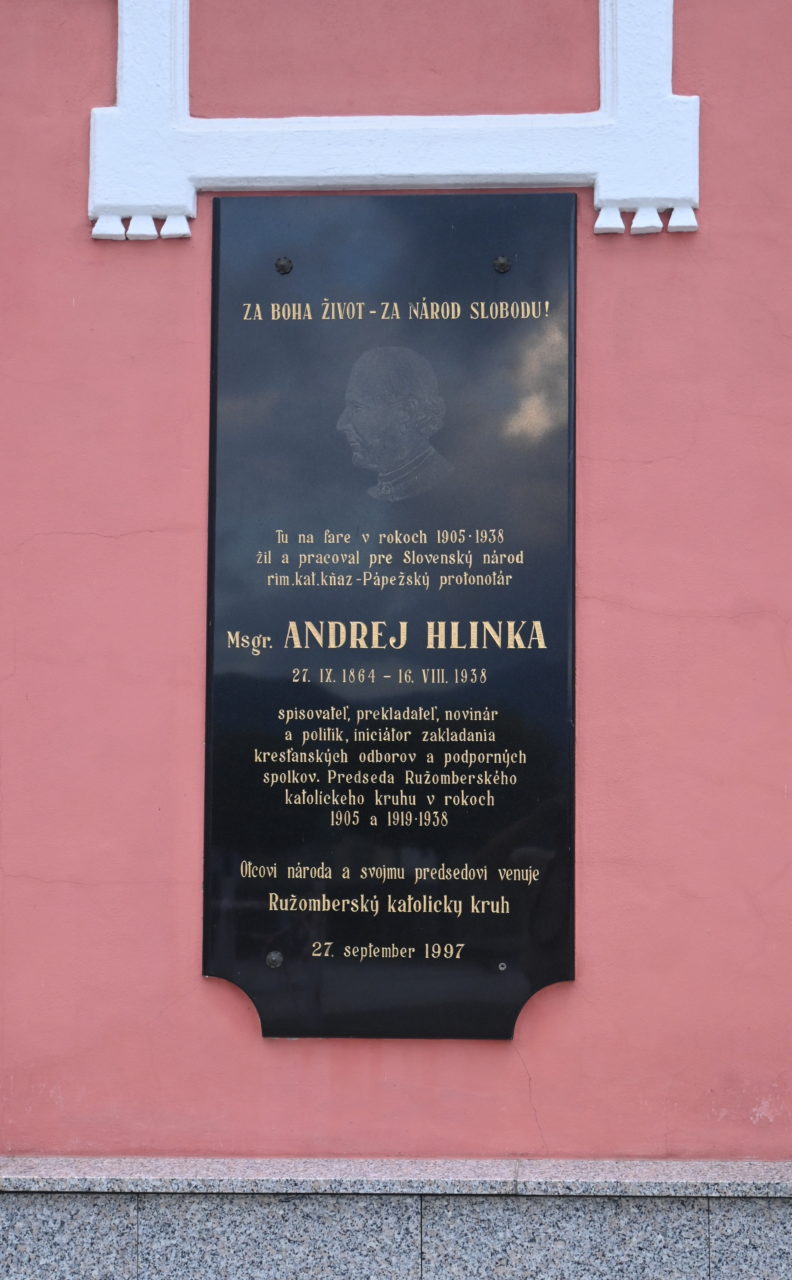 ZA BOHA ŽIVOT - ZA NÁROD SLOBODU!
Tu na fare v rokoch 1905-1938
žil a pracoval pre Slovenský národ
rim.kat.kňaz-Pápežský protonotár
Msgr. ANDREJ HLINKA
27. IX. 1864 - 16. VIII. 1938
spisovateľ, prekladateľ, novinár
a politik, iniciátor zakladania
kresťanských odborov a podporných
spolkov. Predseda Ružomberského
katolíckeho kruhu v rokoch
1905 a 1919-1938
Otcovi národa a svojmu predsedovi venuje
Ružomberský katolicky kruh
27. september 1997